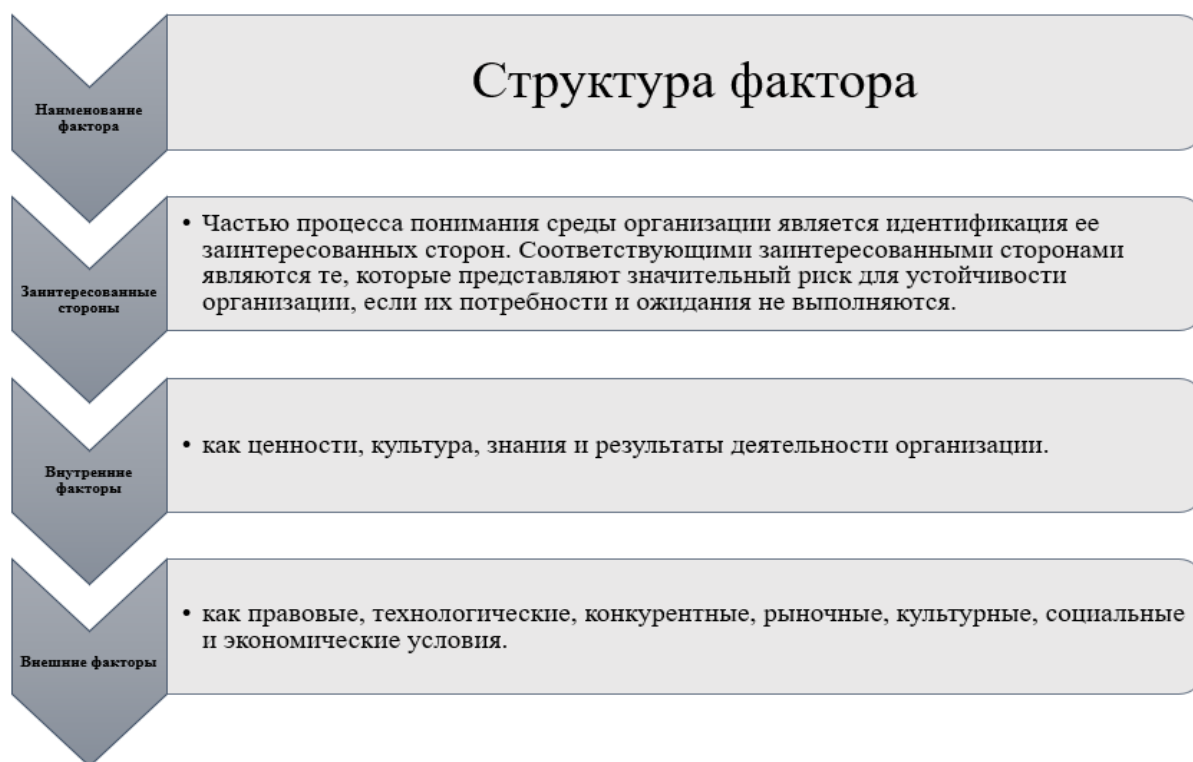 Наименование
фактора
Структура фактора
Заинтересованные
стороны
• Частью процесса понимания среды организации является идентификация ее
заинтересованных сторон. Соответствующими заинтересованными сторонами
являются те, которые представляют значительный риск для устойчивости
организации, если их потребности и ожидания не выполняются.
Внутренние
факторы
• как ценности, культура, знания и результаты деятельности организации.
Внешние факторы
• как правовые, технологические, конкурентные, рыночные, культурные, социальные
и экономические условия.